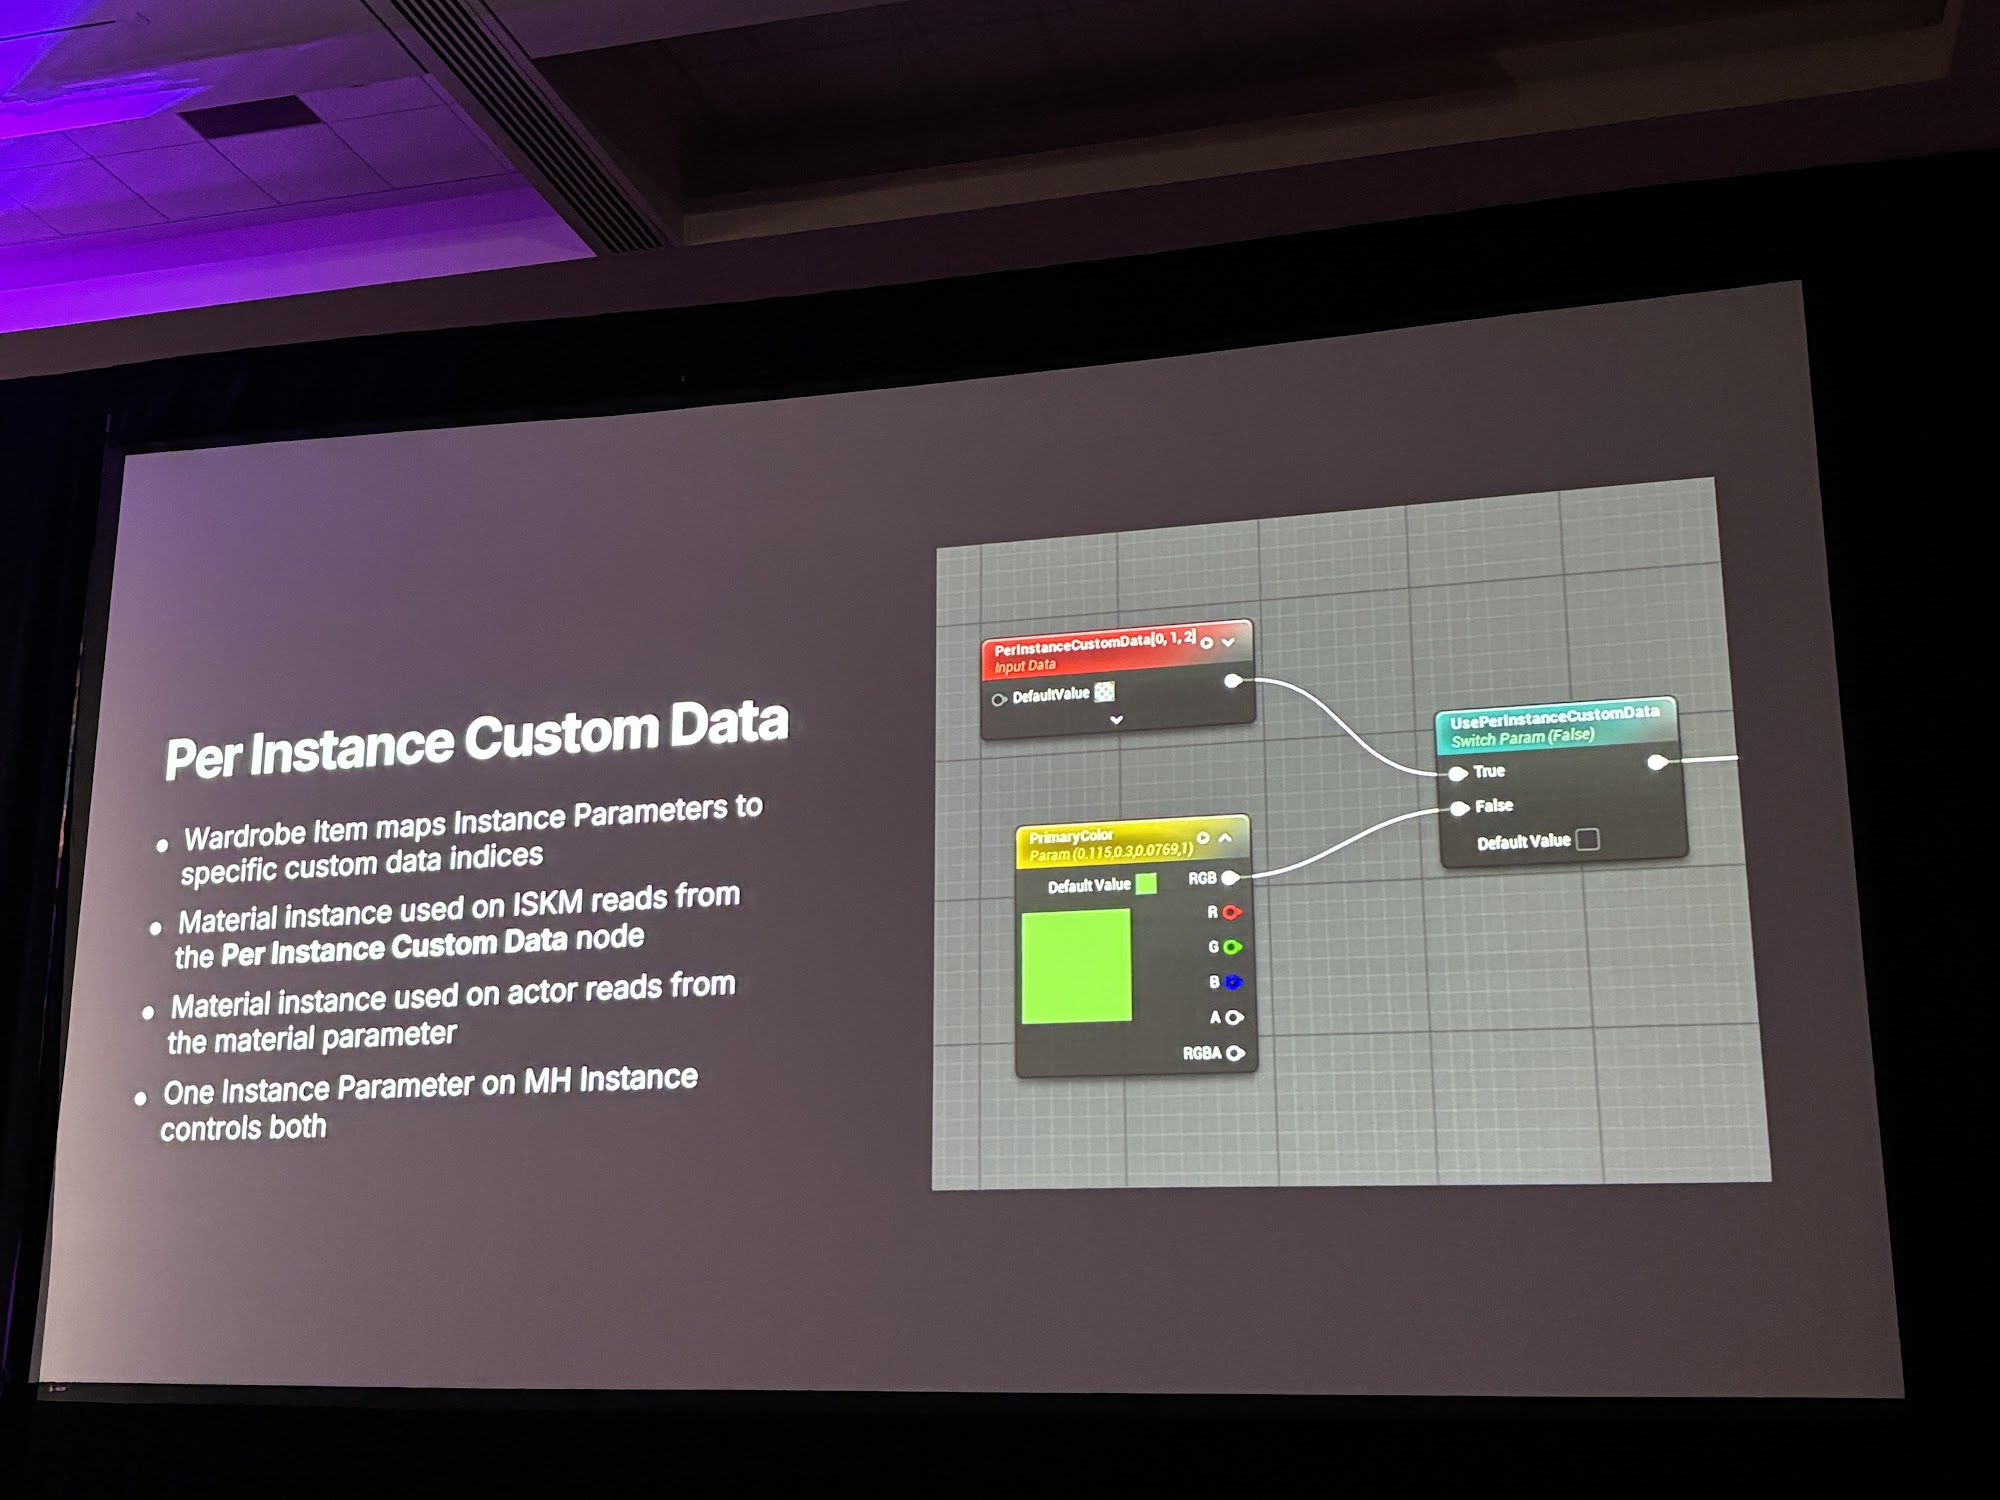 Per Instance Custom Data
Wardrobe Item maps Instance Parameters to
specific custom data indices
Material instance used on ISKM reads from
the Per Instance Custom Data node
Material instance used on actor reads from
the material parameter
One Instance Parameter on MH Instance
controls both
PerInstanceCustomData[0, 1, 2]
Input Data
DefaultValue
PrimaryColor
Param (0.115,0.3,0.0769,1)
Default Value
RGB
R
G
B
A
RGBA
UsePerInstanceCustomData
Switch Param (False)
True
False
Default Value